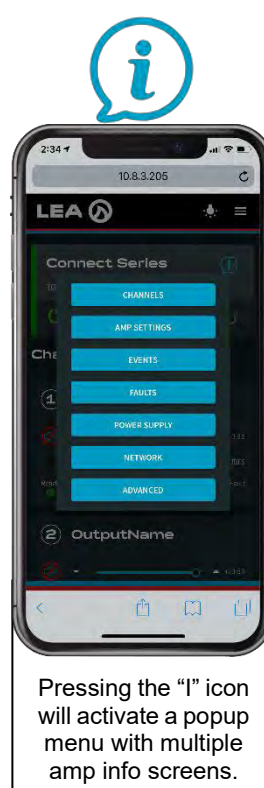 i
2:34
10.8.3.205
LEA
Connect Series
CHANNELS
AMP SETTINGS
EVENTS
FAULTS
POWER SUPPLY
NETWORK
ADVANCED
1
2 OutputName
Pressing the “I” icon
will activate a popup
menu with multiple
amp info screens.